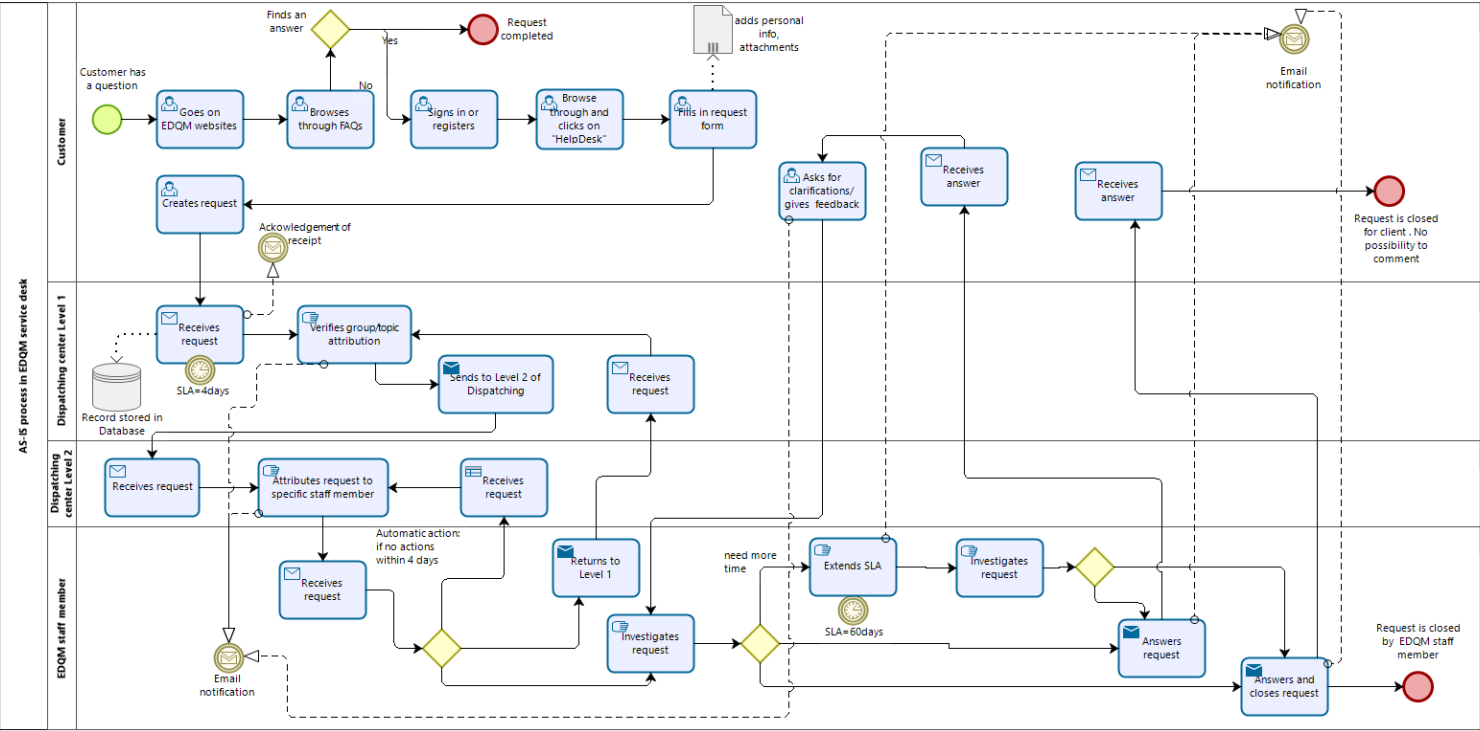 AS-IS process in EDQM service desk
Customer
Customer has
a question
Goes on
EDQM websites
Browses
through FAQs
Finds an
answer
Yes
No
Request
completed
Signs in or
registers
Browse
through and
clicks on
"HelpDesk"
Fills in request
form
adds personal
info,
attachments
Creates request
Ackowledgement of
receipt
Asks for
clarifications/
gives feedback
Receives
answer
Receives
answer
Email
notification
Request is closed
for client . No
possibility to
comment
Dispatching center Level 1
Receives
request
SLA=4days
Record stored in
Database
Verifies group/topic
attribution
Sends to Level 2 of
Dispatching
Receives
request
Dispatching
center Level 2
Receives request
Attributes request to
specific staff member
Receives
request
EDQM staff member
Automatic action:
if no actions
within 4 days
Receives
request
Returns to
Level 1
Investigates
request
Email
notification
need more
time
Extends SLA
SLA=60days
Investigates
request
Answers
request
Answers and
closes request
Request is closed
by EDQM staff
member